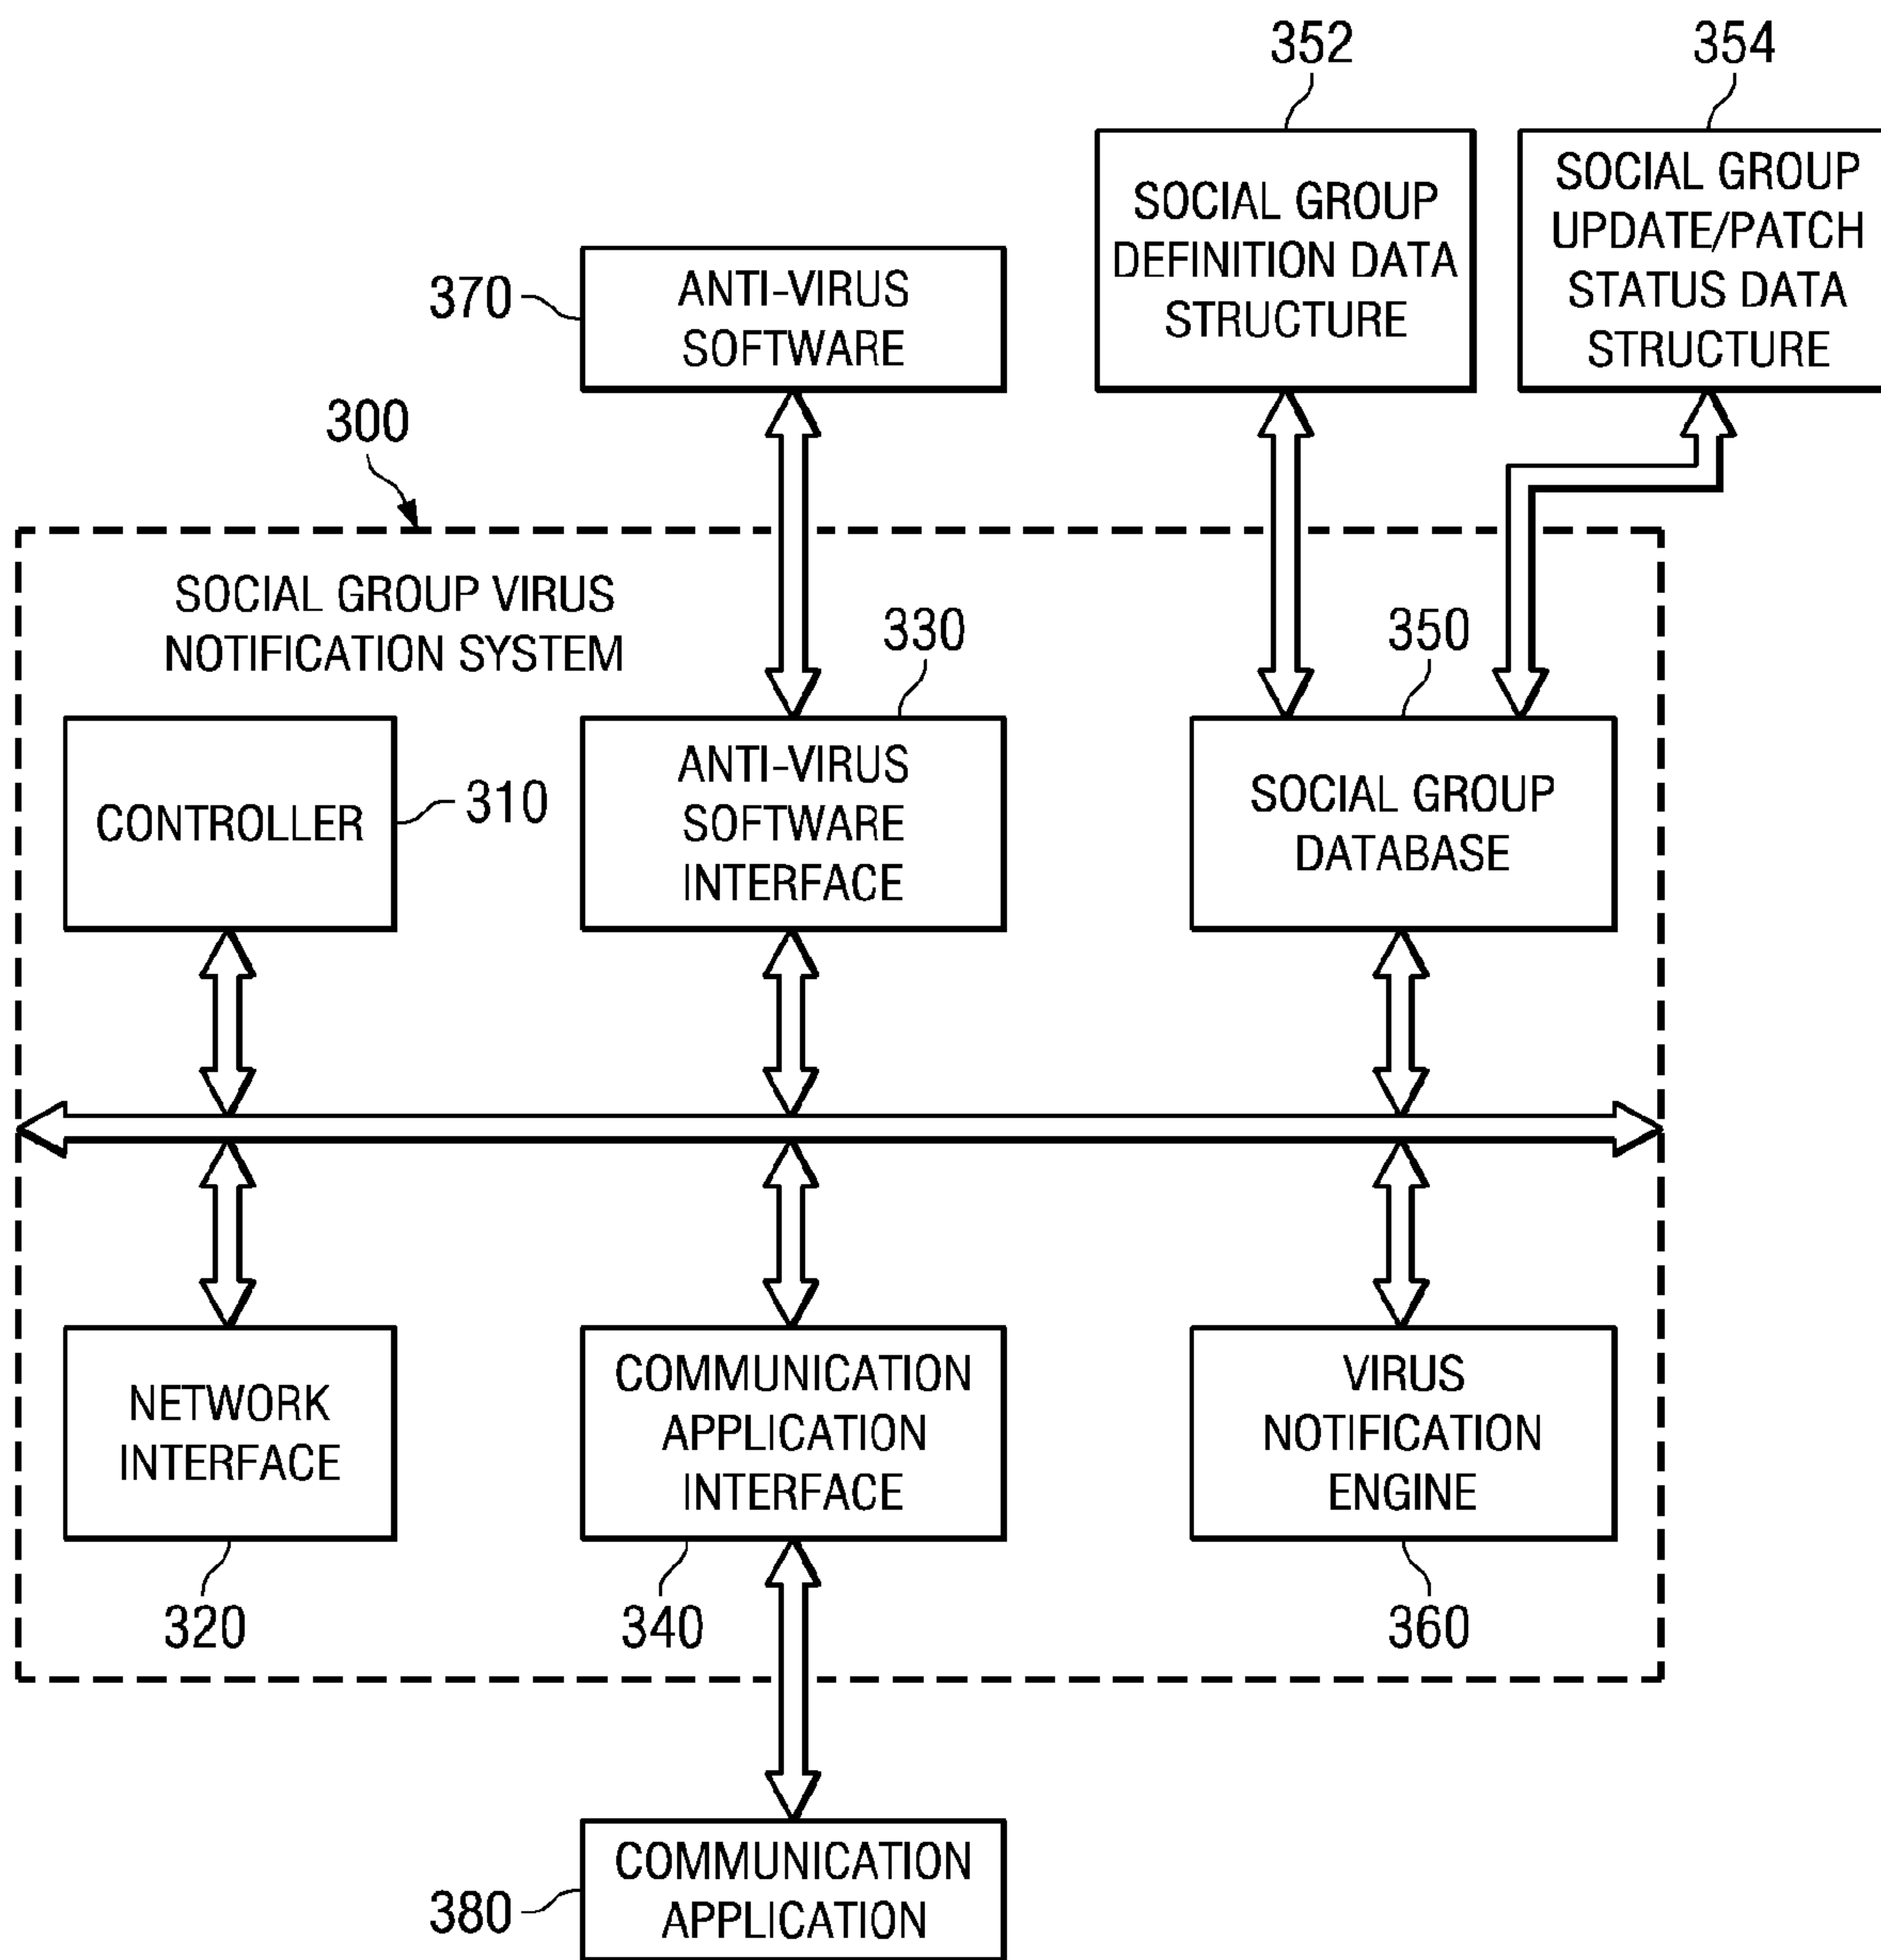 352
354
SOCIAL GROUP
DEFINITION DATA
STRUCTURE
SOCIAL GROUP
UPDATE/PATCH
STATUS DATA
STRUCTURE
370
ANTI-VIRUS
SOFTWARE
300
SOCIAL GROUP VIRUS
NOTIFICATION SYSTEM
330
350
CONTROLLER
310
ANTI-VIRUS
SOFTWARE
INTERFACE
SOCIAL GROUP
DATABASE
NETWORK
INTERFACE
COMMUNICATION
APPLICATION
INTERFACE
VIRUS
NOTIFICATION
ENGINE
320
340
360
380
COMMUNICATION
APPLICATION